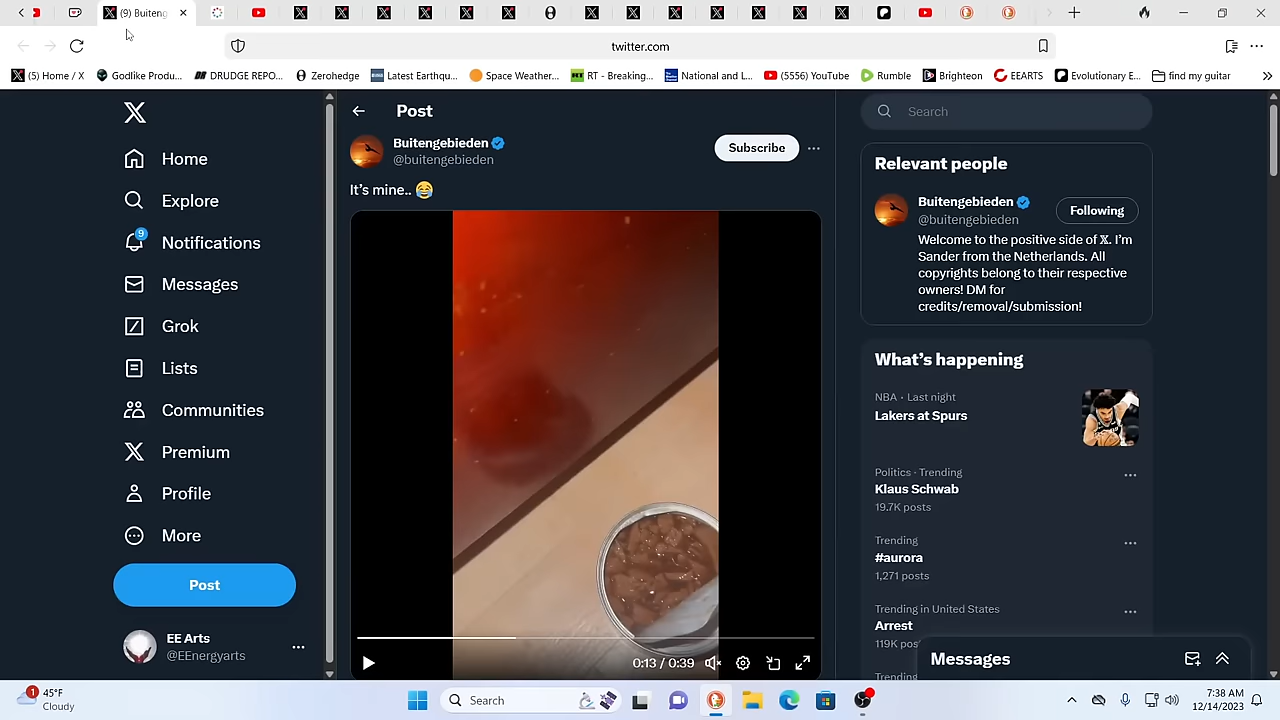 (9) Buiteng
twitter.com
(5) Home / X
Godlike Produ...
DRUDGE REPO...
Zerohedge
Latest Earthqu...
Space Weather...
RT - Breaking...
National and L...
(5556) YouTube
Rumble
Brighteon
EEARTS
Evolutionary E...
find my guitar
Home
Explore
9
Notifications
Messages
Grok
Lists
Communities
Premium
Profile
More
Post
EE Arts
@EEnergyarts
Post
Buitengebieden
@buitengebieden
Subscribe
It's mine.. 😂
0:13 / 0:39
Search
Relevant people
Buitengebieden
@buitengebieden
Following
Welcome to the positive side of 𝕏. I'm
Sander from the Netherlands. All
copyrights belong to their respective
owners! DM for
credits/removal/submission!
What's happening
NBA · Last night
Lakers at Spurs
Politics · Trending
Klaus Schwab
19.7K posts
Trending
#aurora
1,271 posts
Trending in United States
Arrest
119K pos
Trending
Messages
1
45°F
Cloudy
Search
7:38 AM
12/14/2023